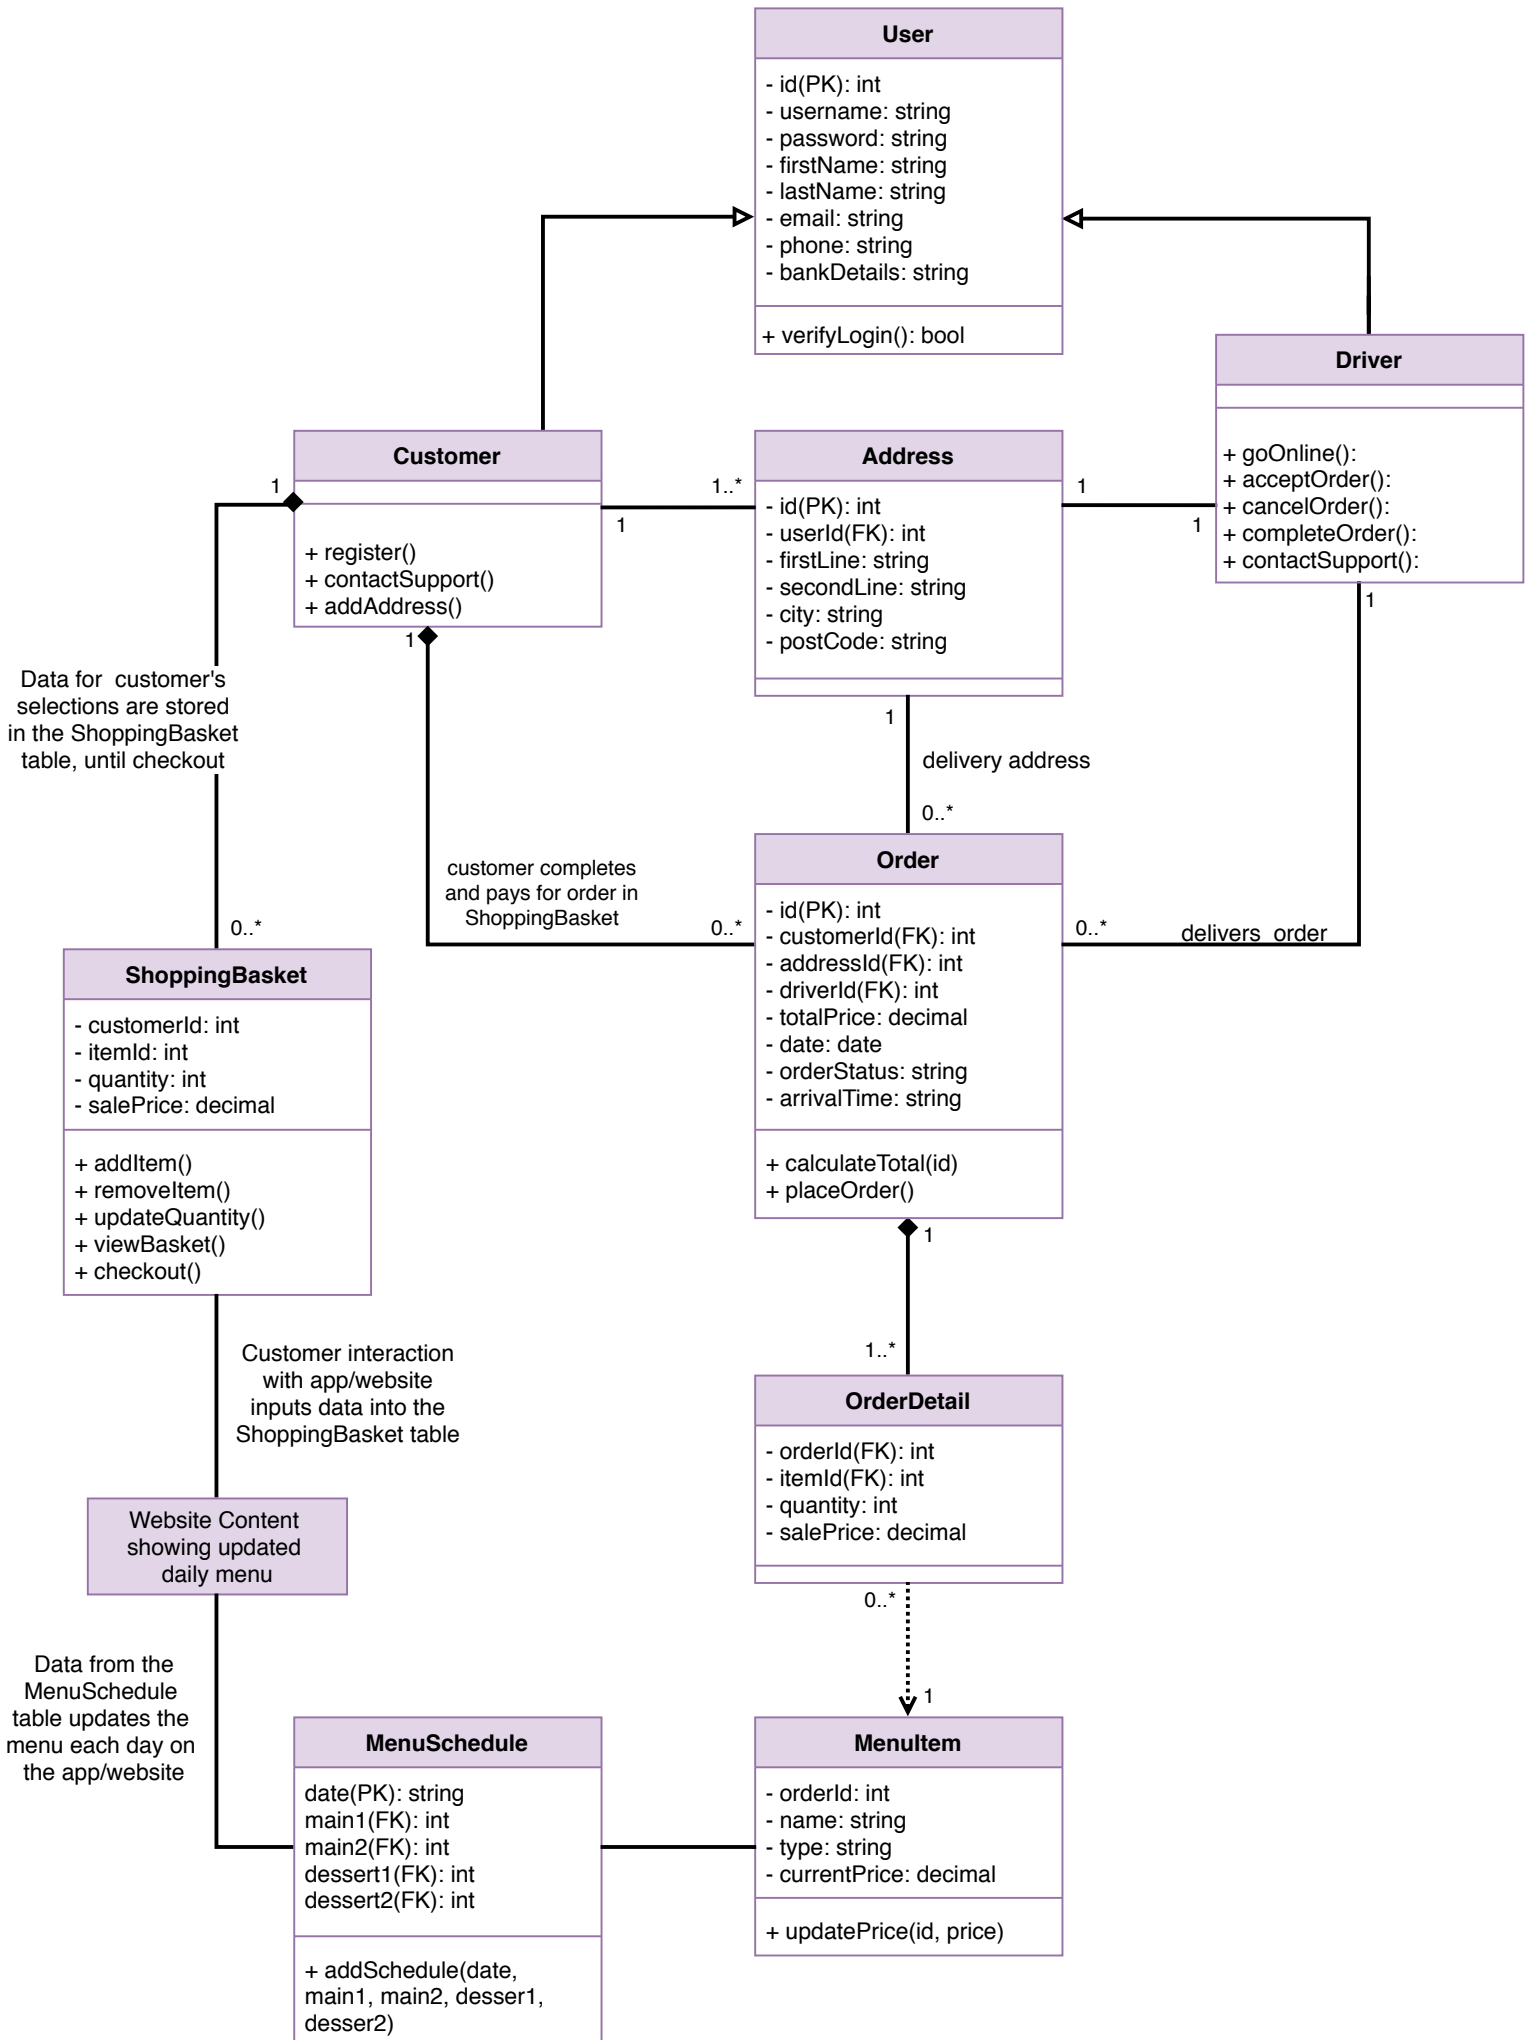 User
- id(PK): int
- username: string
- password: string
- firstName: string
- lastName: string
- email: string
- phone: string
- bankDetails: string
+ verifyLogin(): bool
Driver
+ goOnline():
+ acceptOrder():
+ cancelOrder():
+ completeOrder():
+ contactSupport():
Customer
+ register()
+ contactSupport()
+ addAddress()
1
1
1..*
1
Address
- id(PK): int
- userId(FK): int
- firstLine: string
- secondLine: string
- city: string
- postCode: string
1
1
1
1
Data for  customer's
selections are stored
in the ShoppingBasket
table, until checkout
0..*
delivery address
0..*
customer completes
and pays for order in
ShoppingBasket
0..*
Order
- id(PK): int
- customerId(FK): int
- addressId(FK): int
- driverId(FK): int
- totalPrice: decimal
- date: date
- orderStatus: string
- arrivalTime: string
+ calculateTotal(id)
+ placeOrder()
0..*
delivers  order
ShoppingBasket
- customerId: int
- itemId: int
- quantity: int
- salePrice: decimal
+ addItem()
+ removeItem()
+ updateQuantity()
+ viewBasket()
+ checkout()
1
1..*
Customer interaction
with app/website
inputs data into the
ShoppingBasket table
OrderDetail
- orderId(FK): int
- itemId(FK): int
- quantity: int
- salePrice: decimal
0..*
1
Website Content
showing updated
daily menu
Data from the
MenuSchedule
table updates the
menu each day on
the app/website
MenuSchedule
date(PK): string
main1(FK): int
main2(FK): int
dessert1(FK): int
dessert2(FK): int
+ addSchedule(date,
main1, main2, desser1,
desser2)
MenuItem
- orderId: int
- name: string
- type: string
- currentPrice: decimal
+ updatePrice(id, price)